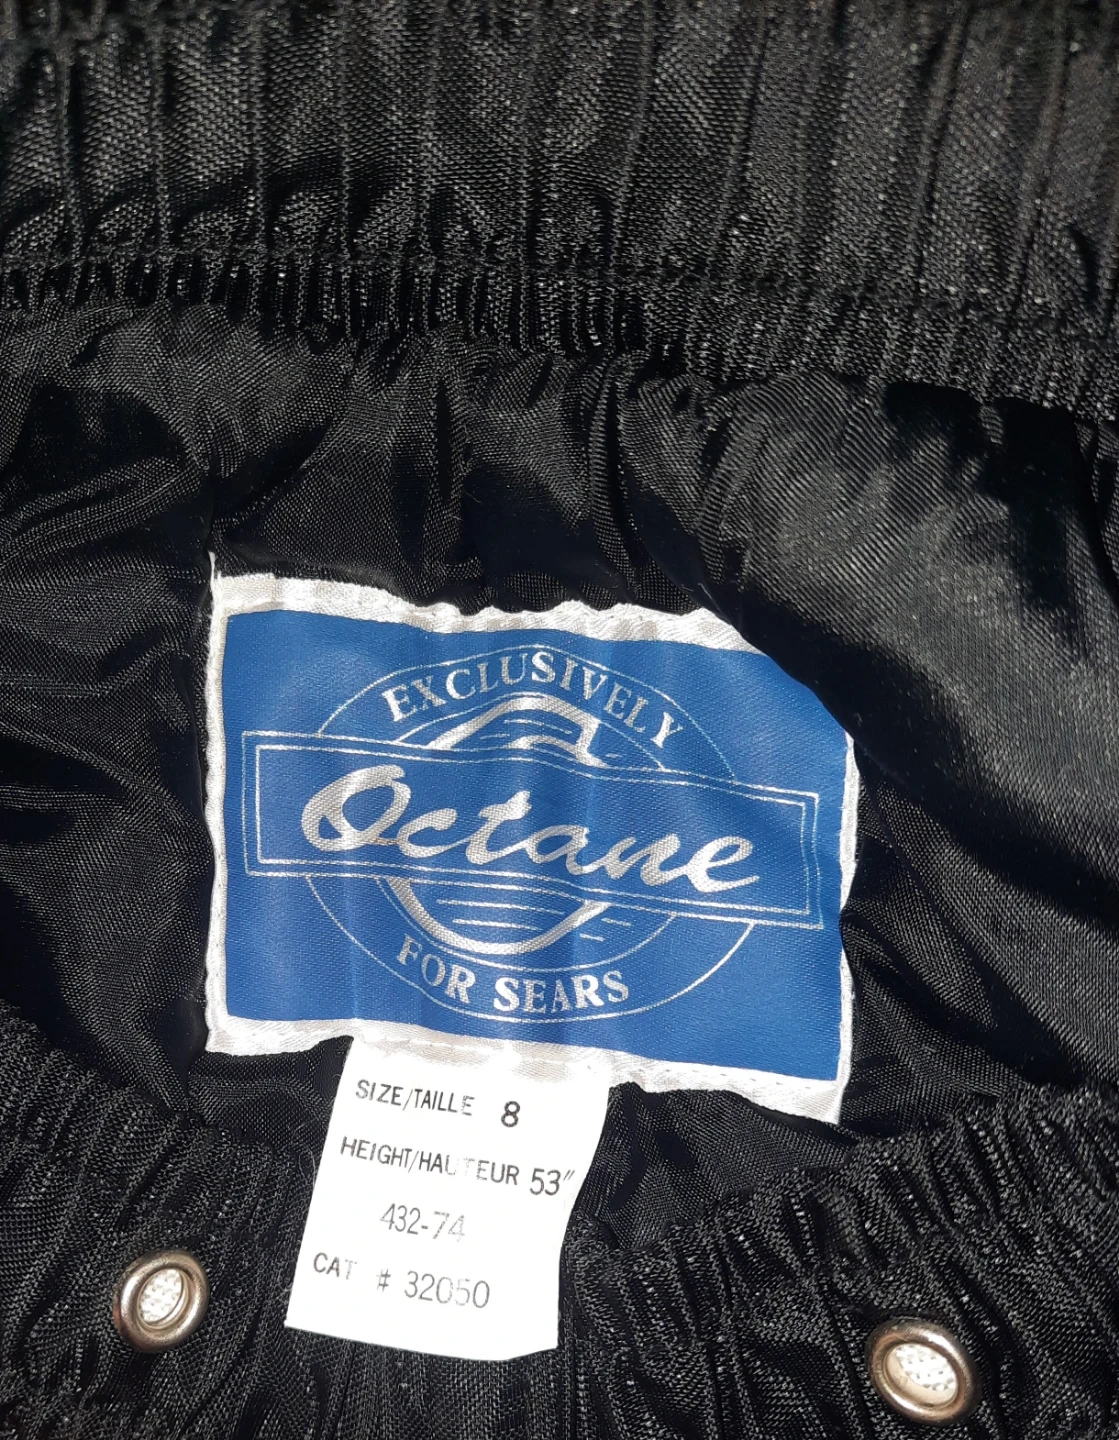 EXCLUSIVELY
Octane
FOR SEARS
SIZE/TAILLE 8
HEIGHT/HAUTEUR 53"
432-74
CAT # 32050